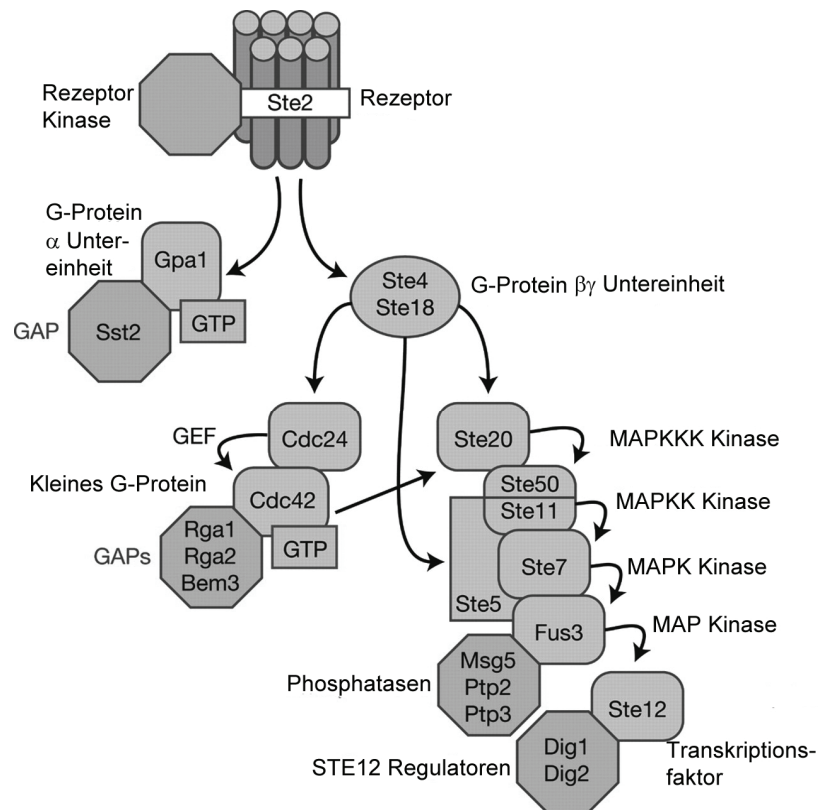 Rezeptor
Kinase
Ste2
Rezeptor
G-Protein
α Unter-
einheit
Gpa1
GAP
Sst2
GTP
Ste4
Ste18
G-Protein βγ Untereinheit
GEF
Cdc24
Kleines G-Protein
Cdc42
GAPs
Rga1
Rga2
Bem3
GTP
Ste20
MAPKKK Kinase
Ste50
Ste11
MAPKK Kinase
Ste7
MAPK Kinase
Ste5
Fus3
MAP Kinase
Phosphatasen
Msg5
Ptp2
Ptp3
Ste12
Transkriptions-
faktor
STE12 Regulatoren
Dig1
Dig2